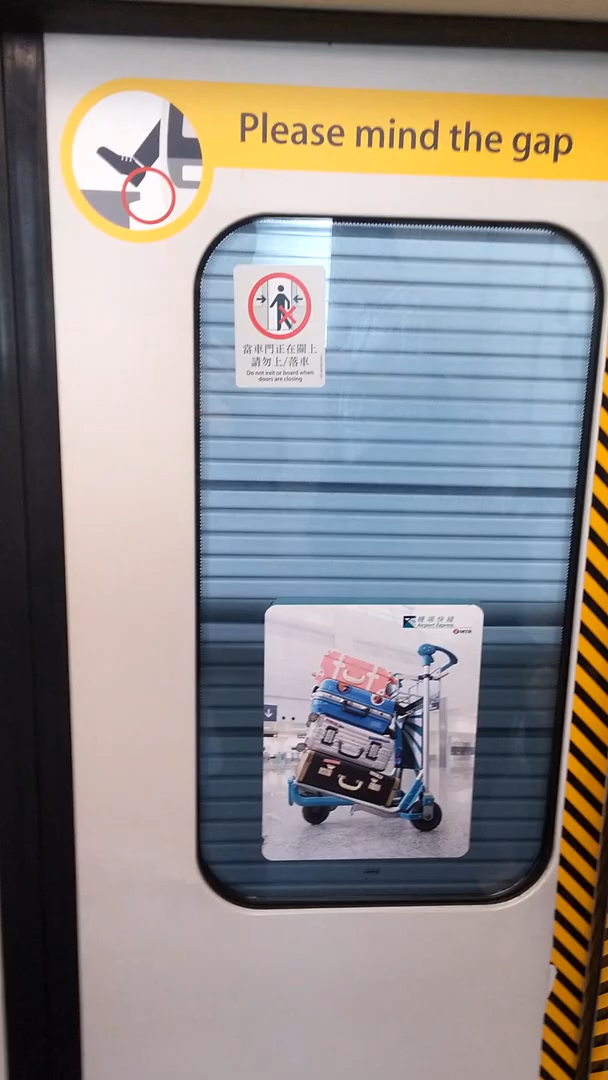 Please mind the gap
當車門正在關上
請勿上/落車
Do not exit or board when
doors are closing
機場快綫
Airport Express
MTR